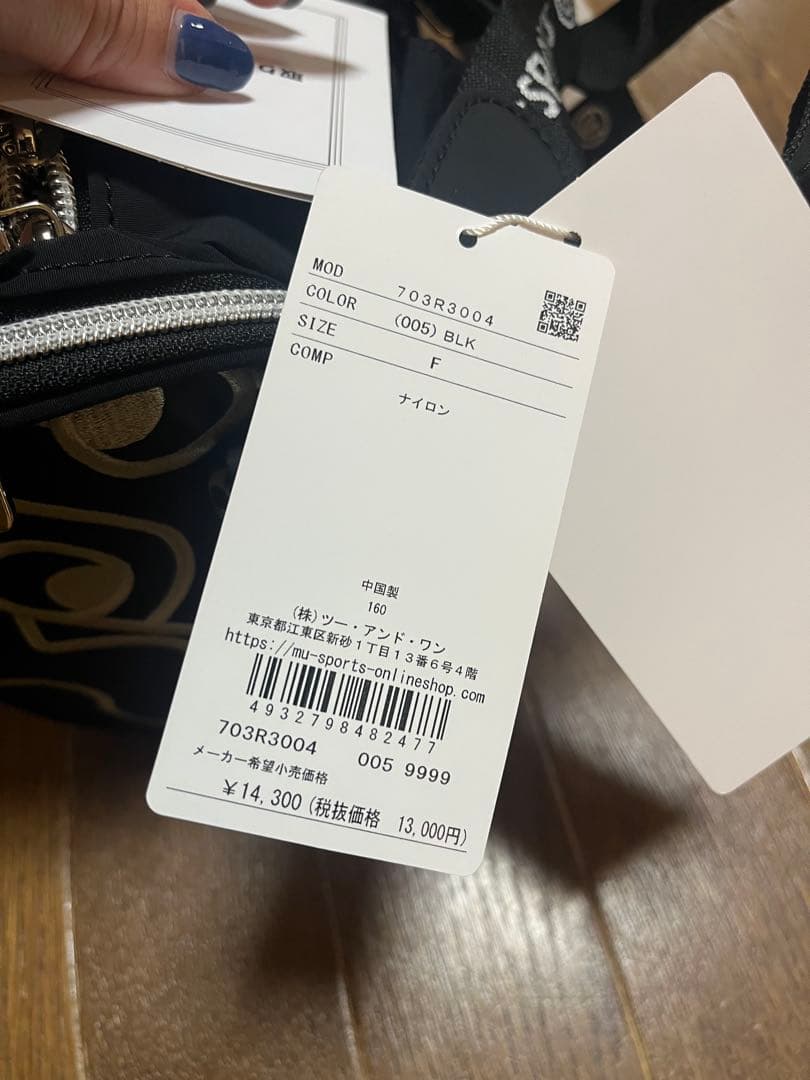 MOD 703R3004
COLOR (005) BLK
SIZE F
COMP
ナイロン
中国製
160
(株)ツー・アンド・ワン
東京都江東区新砂1丁目13番6号4階
https://mu-sports-onlineshop.com
4932798482477
703R3004 005 9999
メーカー希望小売価格
¥14,300(税抜価格 13,000円)